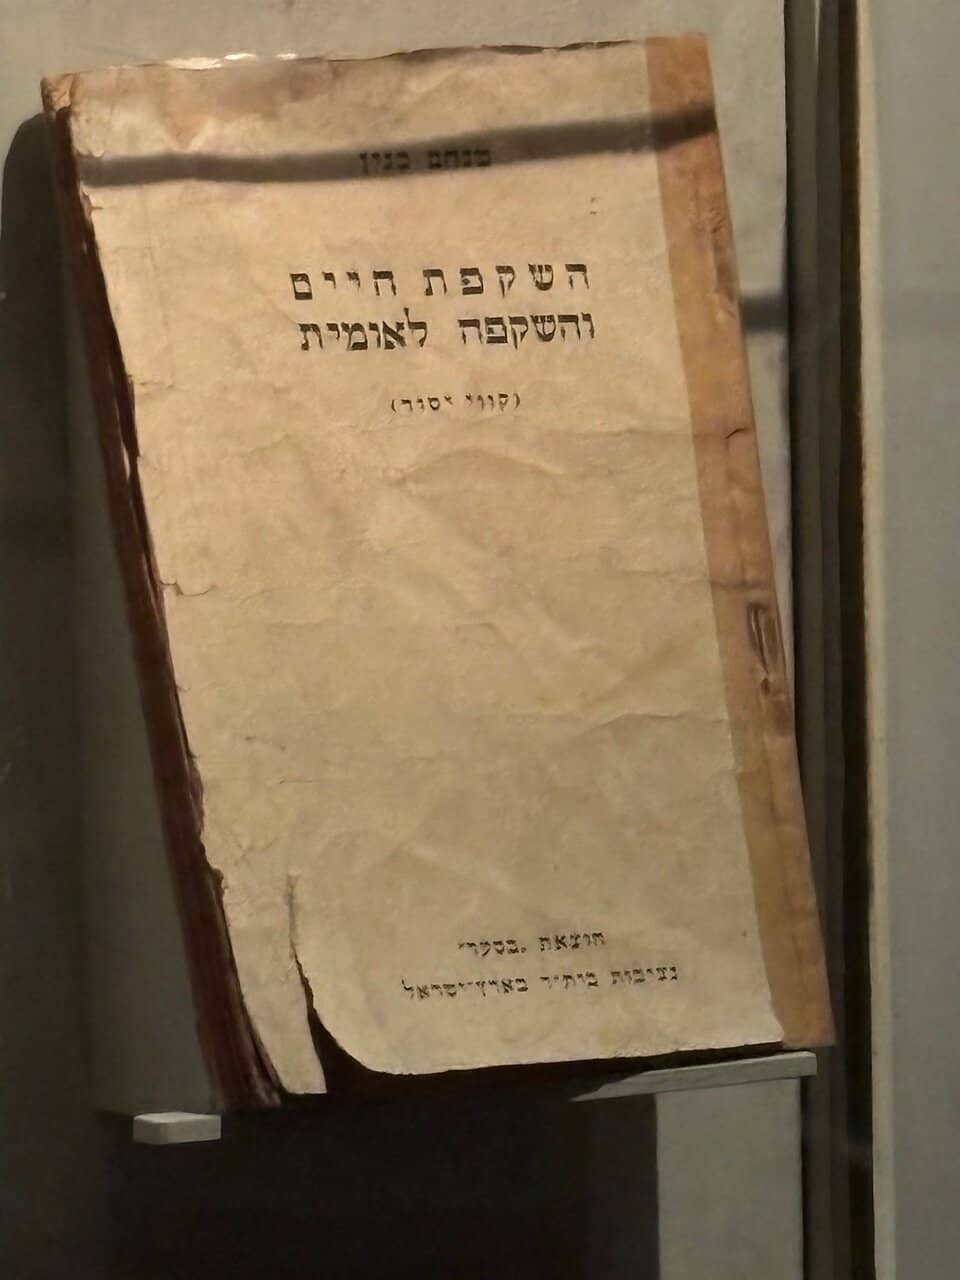 מנחם בגין
השקפת חיים
והשקפה לאומית
(קווי יסוד)
הוצאת „בסער״
נציבות בית״ר בארץ־ישראל